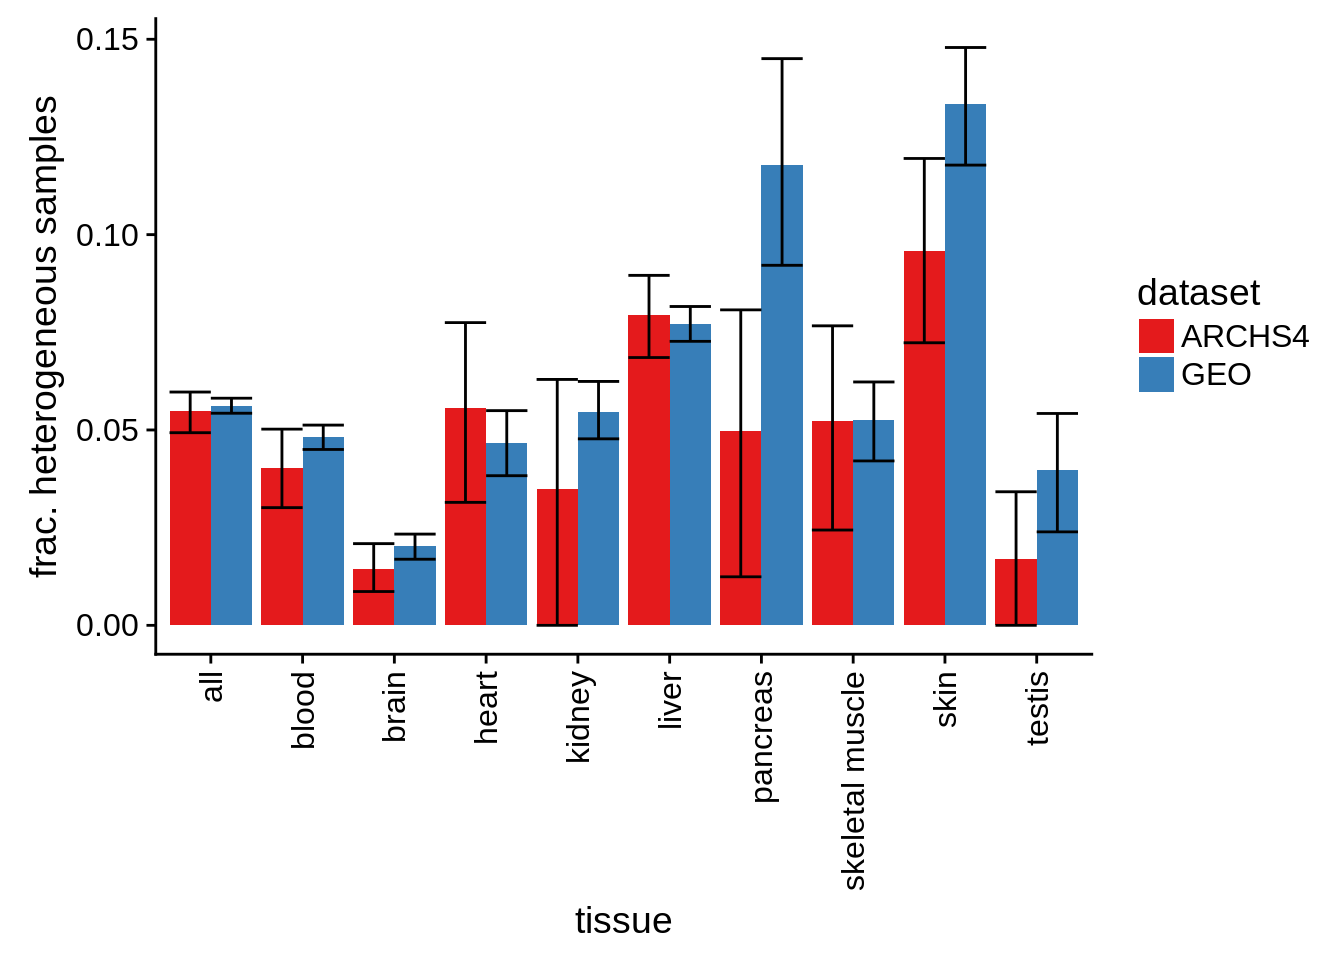 frac. heterogeneous samples
0.15
0.10
0.05
0.00
all
blood
brain
heart
kidney
liver
pancreas
skeletal muscle
skin
testis
tissue
dataset
ARCHS4
GEO